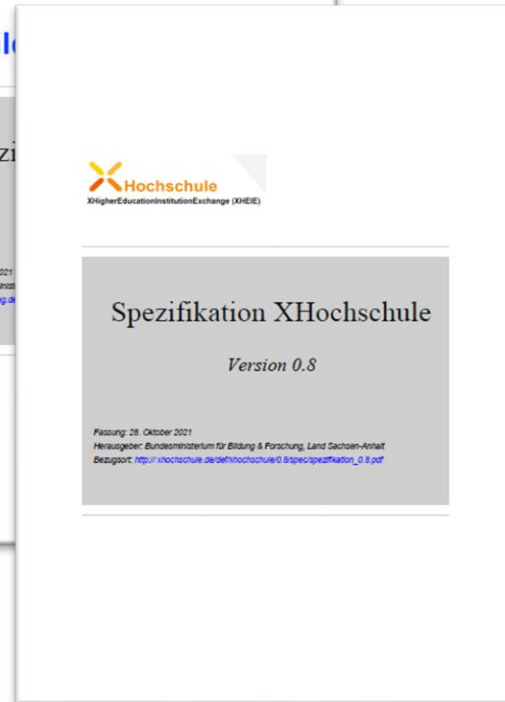 Hochschule
XHigherEducationInstitutionExchange (XHEIE)
Spezifikation XHochschule
Version 0.8
Fassung: 28. Oktober 2021
Herausgeber: Bundesministerium für Bildung & Forschung, Land Sachsen-Anhalt
Bezugsort: http:// xhochschule.de/def/xhochschule/0.8/spec/spezifikation_0.8.pdf